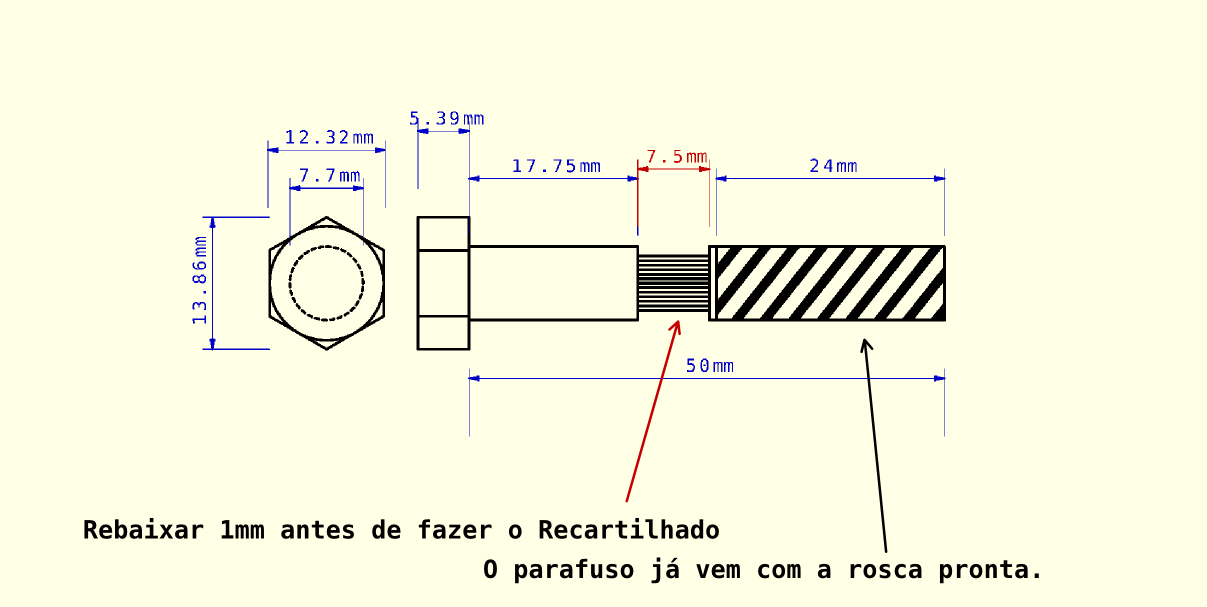 5.39mm
12.32mm
7.5mm
17.75mm
24mm
7.7mm
13.86mm
50mm
Rebaixar 1mm antes de fazer o Recartilhado
O parafuso já vem com a rosca pronta.